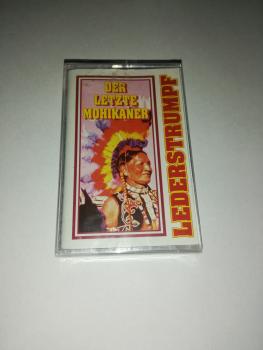 DER
LETZTE
MOHIKANER
LEDERSTRUMPF